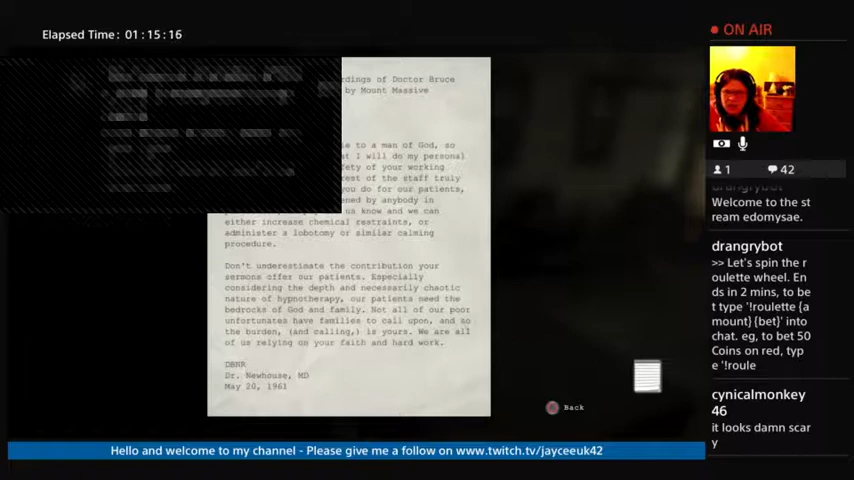 Elapsed Time: 01:15:16
ON AIR
rdings of Doctor Bruce
by Mount Massive
ie to a man of God, so
t I will do my personal
fety of your working
rest of the staff truly
you do for our patients,
ened by anybody in
us know and we can
either increase chemical restraints, or
administer a lobotomy or similar calming
procedure.
Don't underestimate the contribution your
sermons offer our patients. Especially
considering the depth and necessarily chaotic
nature of hypnotherapy, our patients need the
bedrocks of God and family. Not all of our poor
unfortunates have families to call upon, and so
the burden, (and calling,) is yours. We are all
of us relying on your faith and hard work.
DBNR
Dr. Newhouse, MD
May 20, 1961
Back
1
42
drangrybot
Welcome to the st
ream edomysae.
drangrybot
>> Let's spin the r
oulette wheel. En
ds in 2 mins, to be
t type '!roulette {a
mount} {bet}' into
chat. eg, to bet 50
Coins on red, typ
e '!roule
cynicalmonkey
46
it looks damn scar
y
Hello and welcome to my channel - Please give me a follow on www.twitch.tv/jayceeuk42